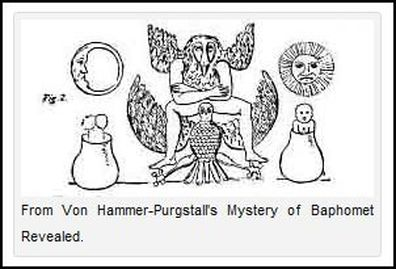 Fig. 2.
From Von Hammer-Purgstall's Mystery of Baphomet
Revealed.